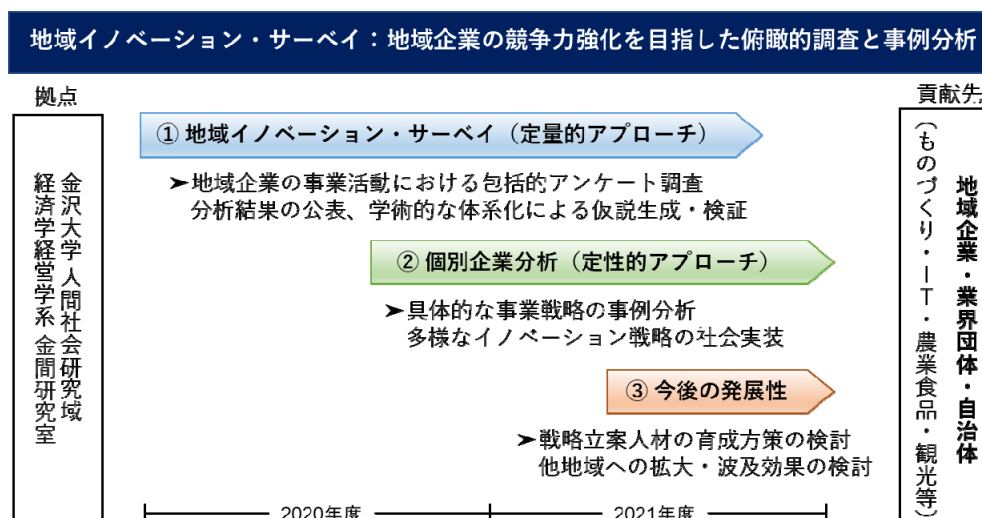 地域イノベーション・サーベイ：地域企業の競争力強化を目指した俯瞰的調査と事例分析
拠点
金沢大学 人間社会研究域
経済学経営学系 金間研究室
① 地域イノベーション・サーベイ（定量的アプローチ）
➤地域企業の事業活動における包括的アンケート調査
分析結果の公表、学術的な体系化による仮説生成・検証
② 個別企業分析（定性的アプローチ）
➤具体的な事業戦略の事例分析
多様なイノベーション戦略の社会実装
③ 今後の発展性
➤戦略立案人材の育成方策の検討
他地域への拡大・波及効果の検討
2020年度
2021年度
貢献先
地域企業・業界団体・自治体
（ものづくり・IT・農業食品・観光等）